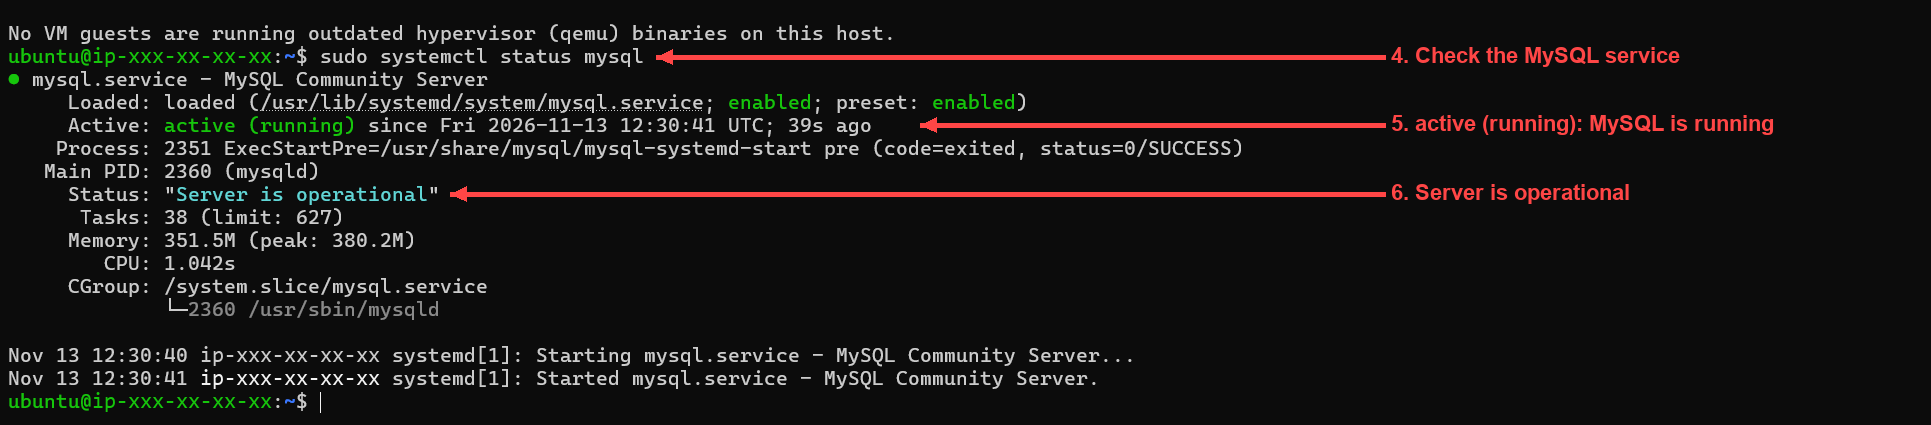 No VM guests are running outdated hypervisor (qemu) binaries on this host.
ubuntu@ip-xxx-xx-xx-xx:~$ sudo systemctl status mysql
4. Check the MySQL service
● mysql.service - MySQL Community Server
Loaded: loaded (/usr/lib/systemd/system/mysql.service; enabled; preset: enabled)
Active: active (running) since Fri 2026-11-13 12:30:41 UTC; 39s ago
5. active (running): MySQL is running
Process: 2351 ExecStartPre=/usr/share/mysql/mysql-systemd-start pre (code=exited, status=0/SUCCESS)
Main PID: 2360 (mysqld)
Status: "Server is operational"
6. Server is operational
Tasks: 38 (limit: 627)
Memory: 351.5M (peak: 380.2M)
CPU: 1.042s
CGroup: /system.slice/mysql.service
└─2360 /usr/sbin/mysqld
Nov 13 12:30:40 ip-xxx-xx-xx-xx systemd[1]: Starting mysql.service - MySQL Community Server...
Nov 13 12:30:41 ip-xxx-xx-xx-xx systemd[1]: Started mysql.service - MySQL Community Server.
ubuntu@ip-xxx-xx-xx-xx:~$